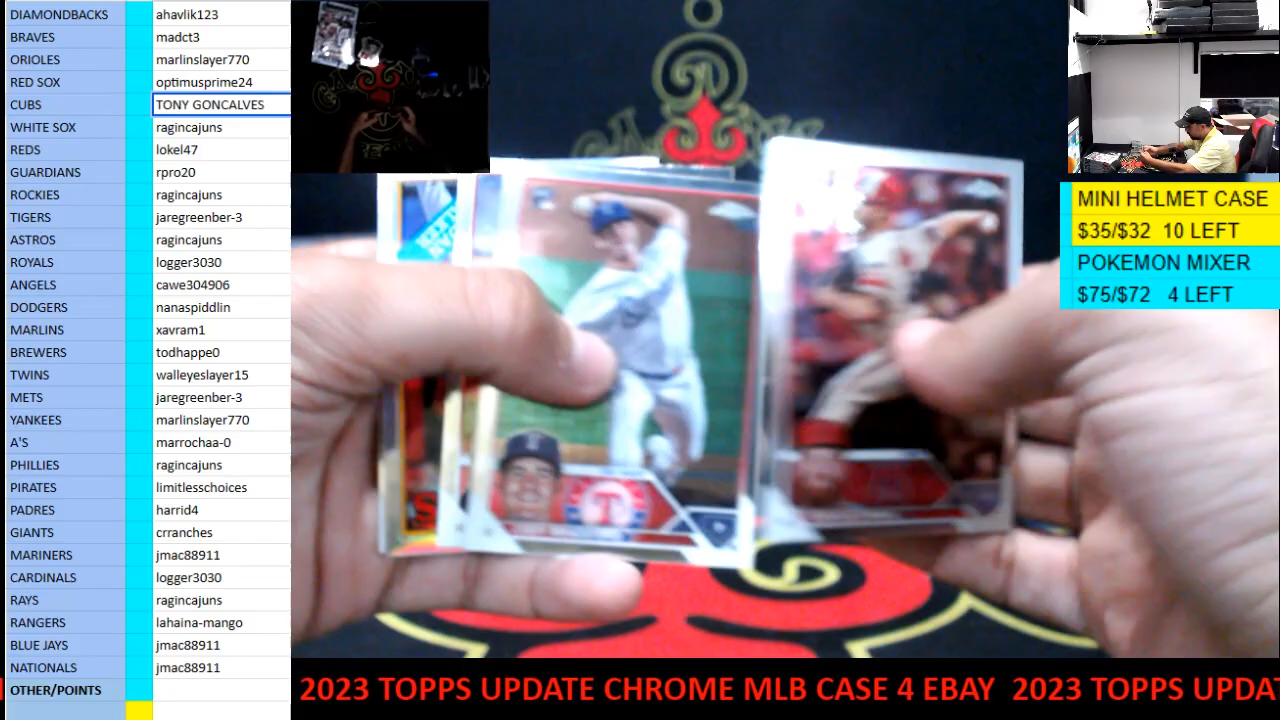 DIAMONDBACKS ahavlik123
BRAVES madct3
ORIOLES marlinslayer770
RED SOX optimusprime24
CUBS TONY GONCALVES
WHITE SOX ragincajuns
REDS lokel47
GUARDIANS rpro20
ROCKIES ragincajuns
TIGERS jaregreenber-3
ASTROS ragincajuns
ROYALS logger3030
ANGELS cawe304906
DODGERS nanaspiddlin
MARLINS xavram1
BREWERS todhappe0
TWINS walleyeslayer15
METS jaregreenber-3
YANKEES marlinslayer770
A'S marrochaa-0
PHILLIES ragincajuns
PIRATES limitlesschoices
PADRES harrid4
GIANTS crranches
MARINERS jmac88911
CARDINALS logger3030
RAYS ragincajuns
RANGERS lahaina-mango
BLUE JAYS jmac88911
NATIONALS jmac88911
OTHER/POINTS
MINI HELMET CASE
$35/$32 10 LEFT
POKEMON MIXER
$75/$72 4 LEFT
T
2023 TOPPS UPDATE CHROME MLB CASE 4 EBAY 2023 TOPPS UPDAT